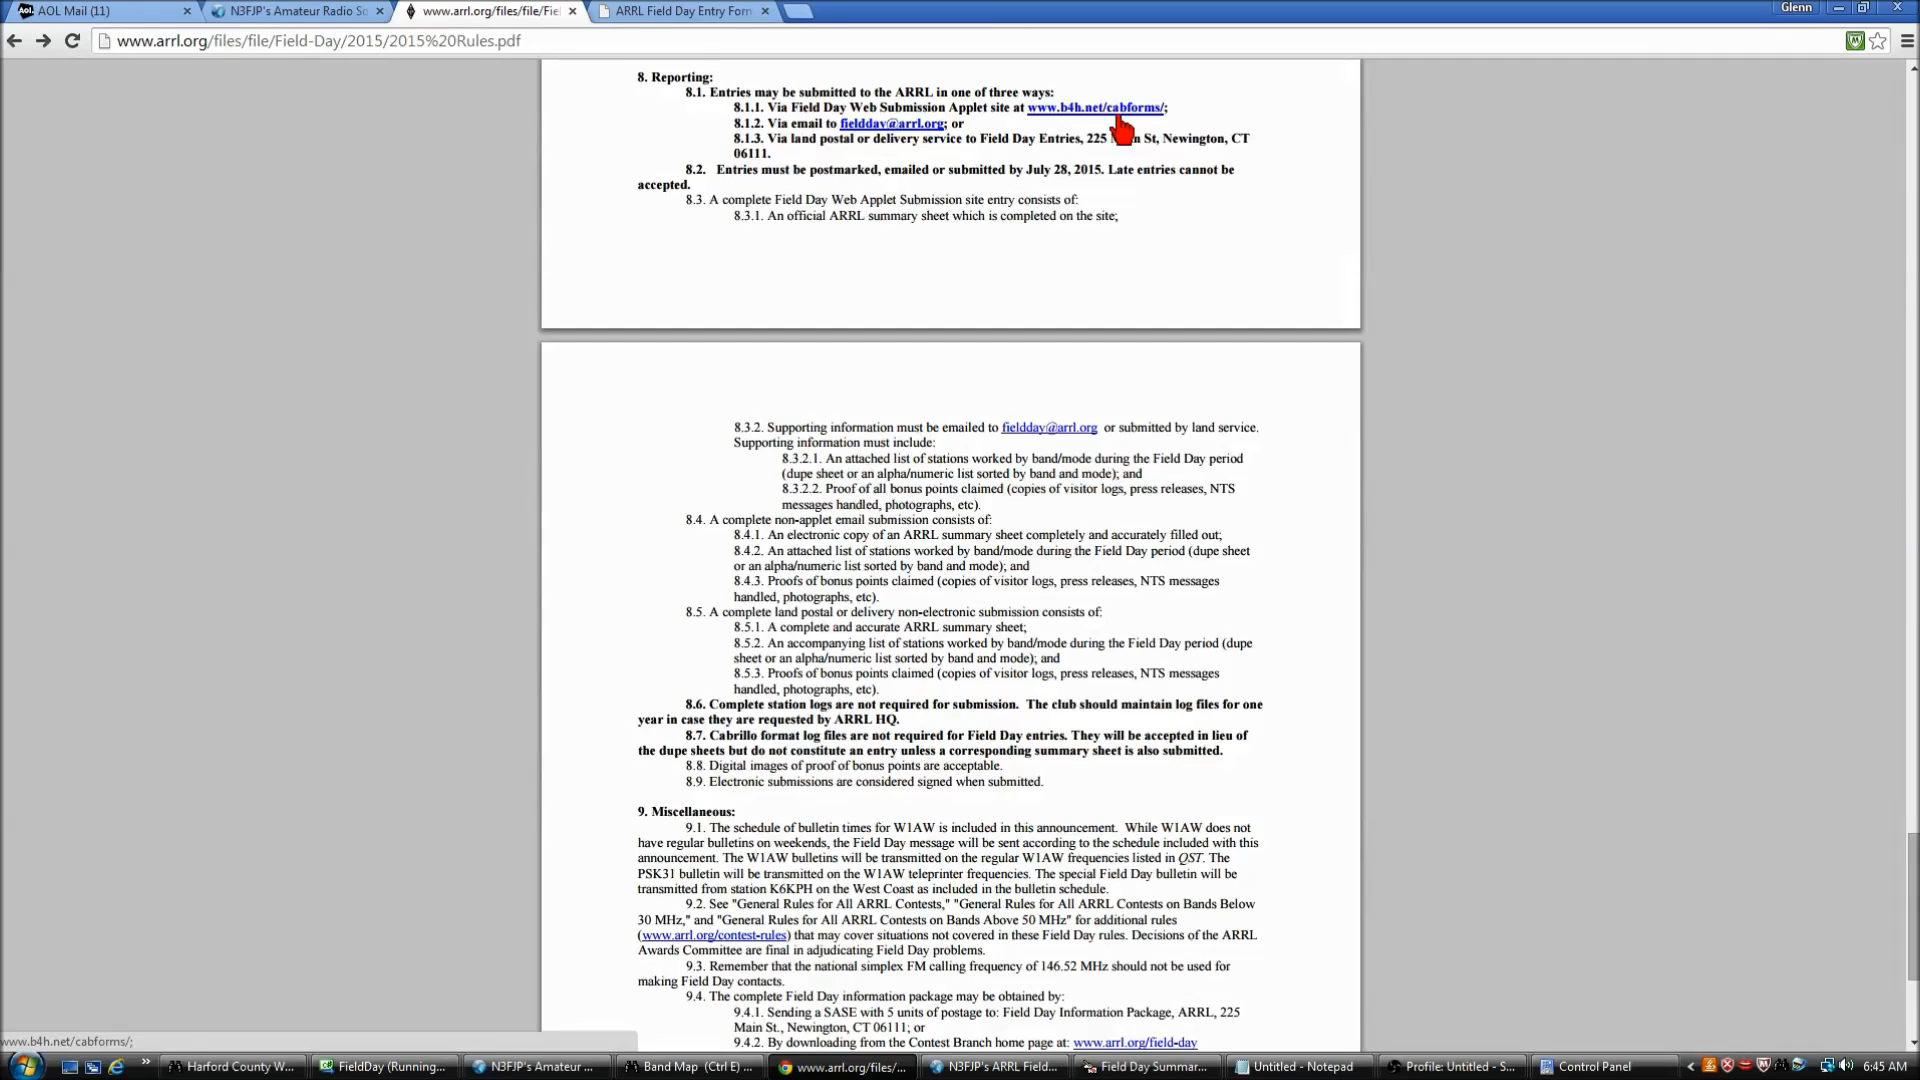 AOL Mail (11)
N3FJP's Amateur Radio So
www.arrl.org/files/file/Fiel
ARRL Field Day Entry Form
Glenn
www.arrl.org/files/file/Field-Day/2015/2015%20Rules.pdf
8. Reporting:
8.1. Entries may be submitted to the ARRL in one of three ways:
8.1.1. Via Field Day Web Submission Applet site at www.b4h.net/cabforms/;
8.1.2. Via email to fieldday@arrl.org; or
8.1.3. Via land postal or delivery service to Field Day Entries, 225 Main St, Newington, CT
06111.
8.2. Entries must be postmarked, emailed or submitted by July 28, 2015. Late entries cannot be
accepted.
8.3. A complete Field Day Web Applet Submission site entry consists of:
8.3.1. An official ARRL summary sheet which is completed on the site;
8.3.2. Supporting information must be emailed to fieldday@arrl.org or submitted by land service.
Supporting information must include:
8.3.2.1. An attached list of stations worked by band/mode during the Field Day period
(dupe sheet or an alpha/numeric list sorted by band and mode); and
8.3.2.2. Proof of all bonus points claimed (copies of visitor logs, press releases, NTS
messages handled, photographs, etc).
8.4. A complete non-applet email submission consists of:
8.4.1. An electronic copy of an ARRL summary sheet completely and accurately filled out;
8.4.2. An attached list of stations worked by band/mode during the Field Day period (dupe sheet
or an alpha/numeric list sorted by band and mode); and
8.4.3. Proofs of bonus points claimed (copies of visitor logs, press releases, NTS messages
handled, photographs, etc).
8.5. A complete land postal or delivery non-electronic submission consists of:
8.5.1. A complete and accurate ARRL summary sheet;
8.5.2. An accompanying list of stations worked by band/mode during the Field Day period (dupe
sheet or an alpha/numeric list sorted by band and mode); and
8.5.3. Proofs of bonus points claimed (copies of visitor logs, press releases, NTS messages
handled, photographs, etc).
8.6. Complete station logs are not required for submission. The club should maintain log files for one
year in case they are requested by ARRL HQ.
8.7. Cabrillo format log files are not required for Field Day entries. They will be accepted in lieu of
the dupe sheets but do not constitute an entry unless a corresponding summary sheet is also submitted.
8.8. Digital images of proof of bonus points are acceptable.
8.9. Electronic submissions are considered signed when submitted.
9. Miscellaneous:
9.1. The schedule of bulletin times for W1AW is included in this announcement. While W1AW does not
have regular bulletins on weekends, the Field Day message will be sent according to the schedule included with this
announcement. The W1AW bulletins will be transmitted on the regular W1AW frequencies listed in QST. The
PSK31 bulletin will be transmitted on the W1AW teleprinter frequencies. The special Field Day bulletin will be
transmitted from station K6KPH on the West Coast as included in the bulletin schedule.
9.2. See "General Rules for All ARRL Contests," "General Rules for All ARRL Contests on Bands Below
30 MHz," and "General Rules for All ARRL Contests on Bands Above 50 MHz" for additional rules
(www.arrl.org/contest-rules) that may cover situations not covered in these Field Day rules. Decisions of the ARRL
Awards Committee are final in adjudicating Field Day problems.
9.3. Remember that the national simplex FM calling frequency of 146.52 MHz should not be used for
making Field Day contacts.
9.4. The complete Field Day information package may be obtained by:
9.4.1. Sending a SASE with 5 units of postage to: Field Day Information Package, ARRL, 225
Main St., Newington, CT 06111; or
9.4.2. By downloading from the Contest Branch home page at: www.arrl.org/field-day
www.b4h.net/cabforms/;
Harford County W...
FieldDay (Running...
N3FJP's Amateur ...
Band Map (Ctrl E) ...
www.arrl.org/files/...
N3FJP's ARRL Field...
Field Day Summar...
Untitled - Notepad
Profile: Untitled - S...
Control Panel
6:45 AM